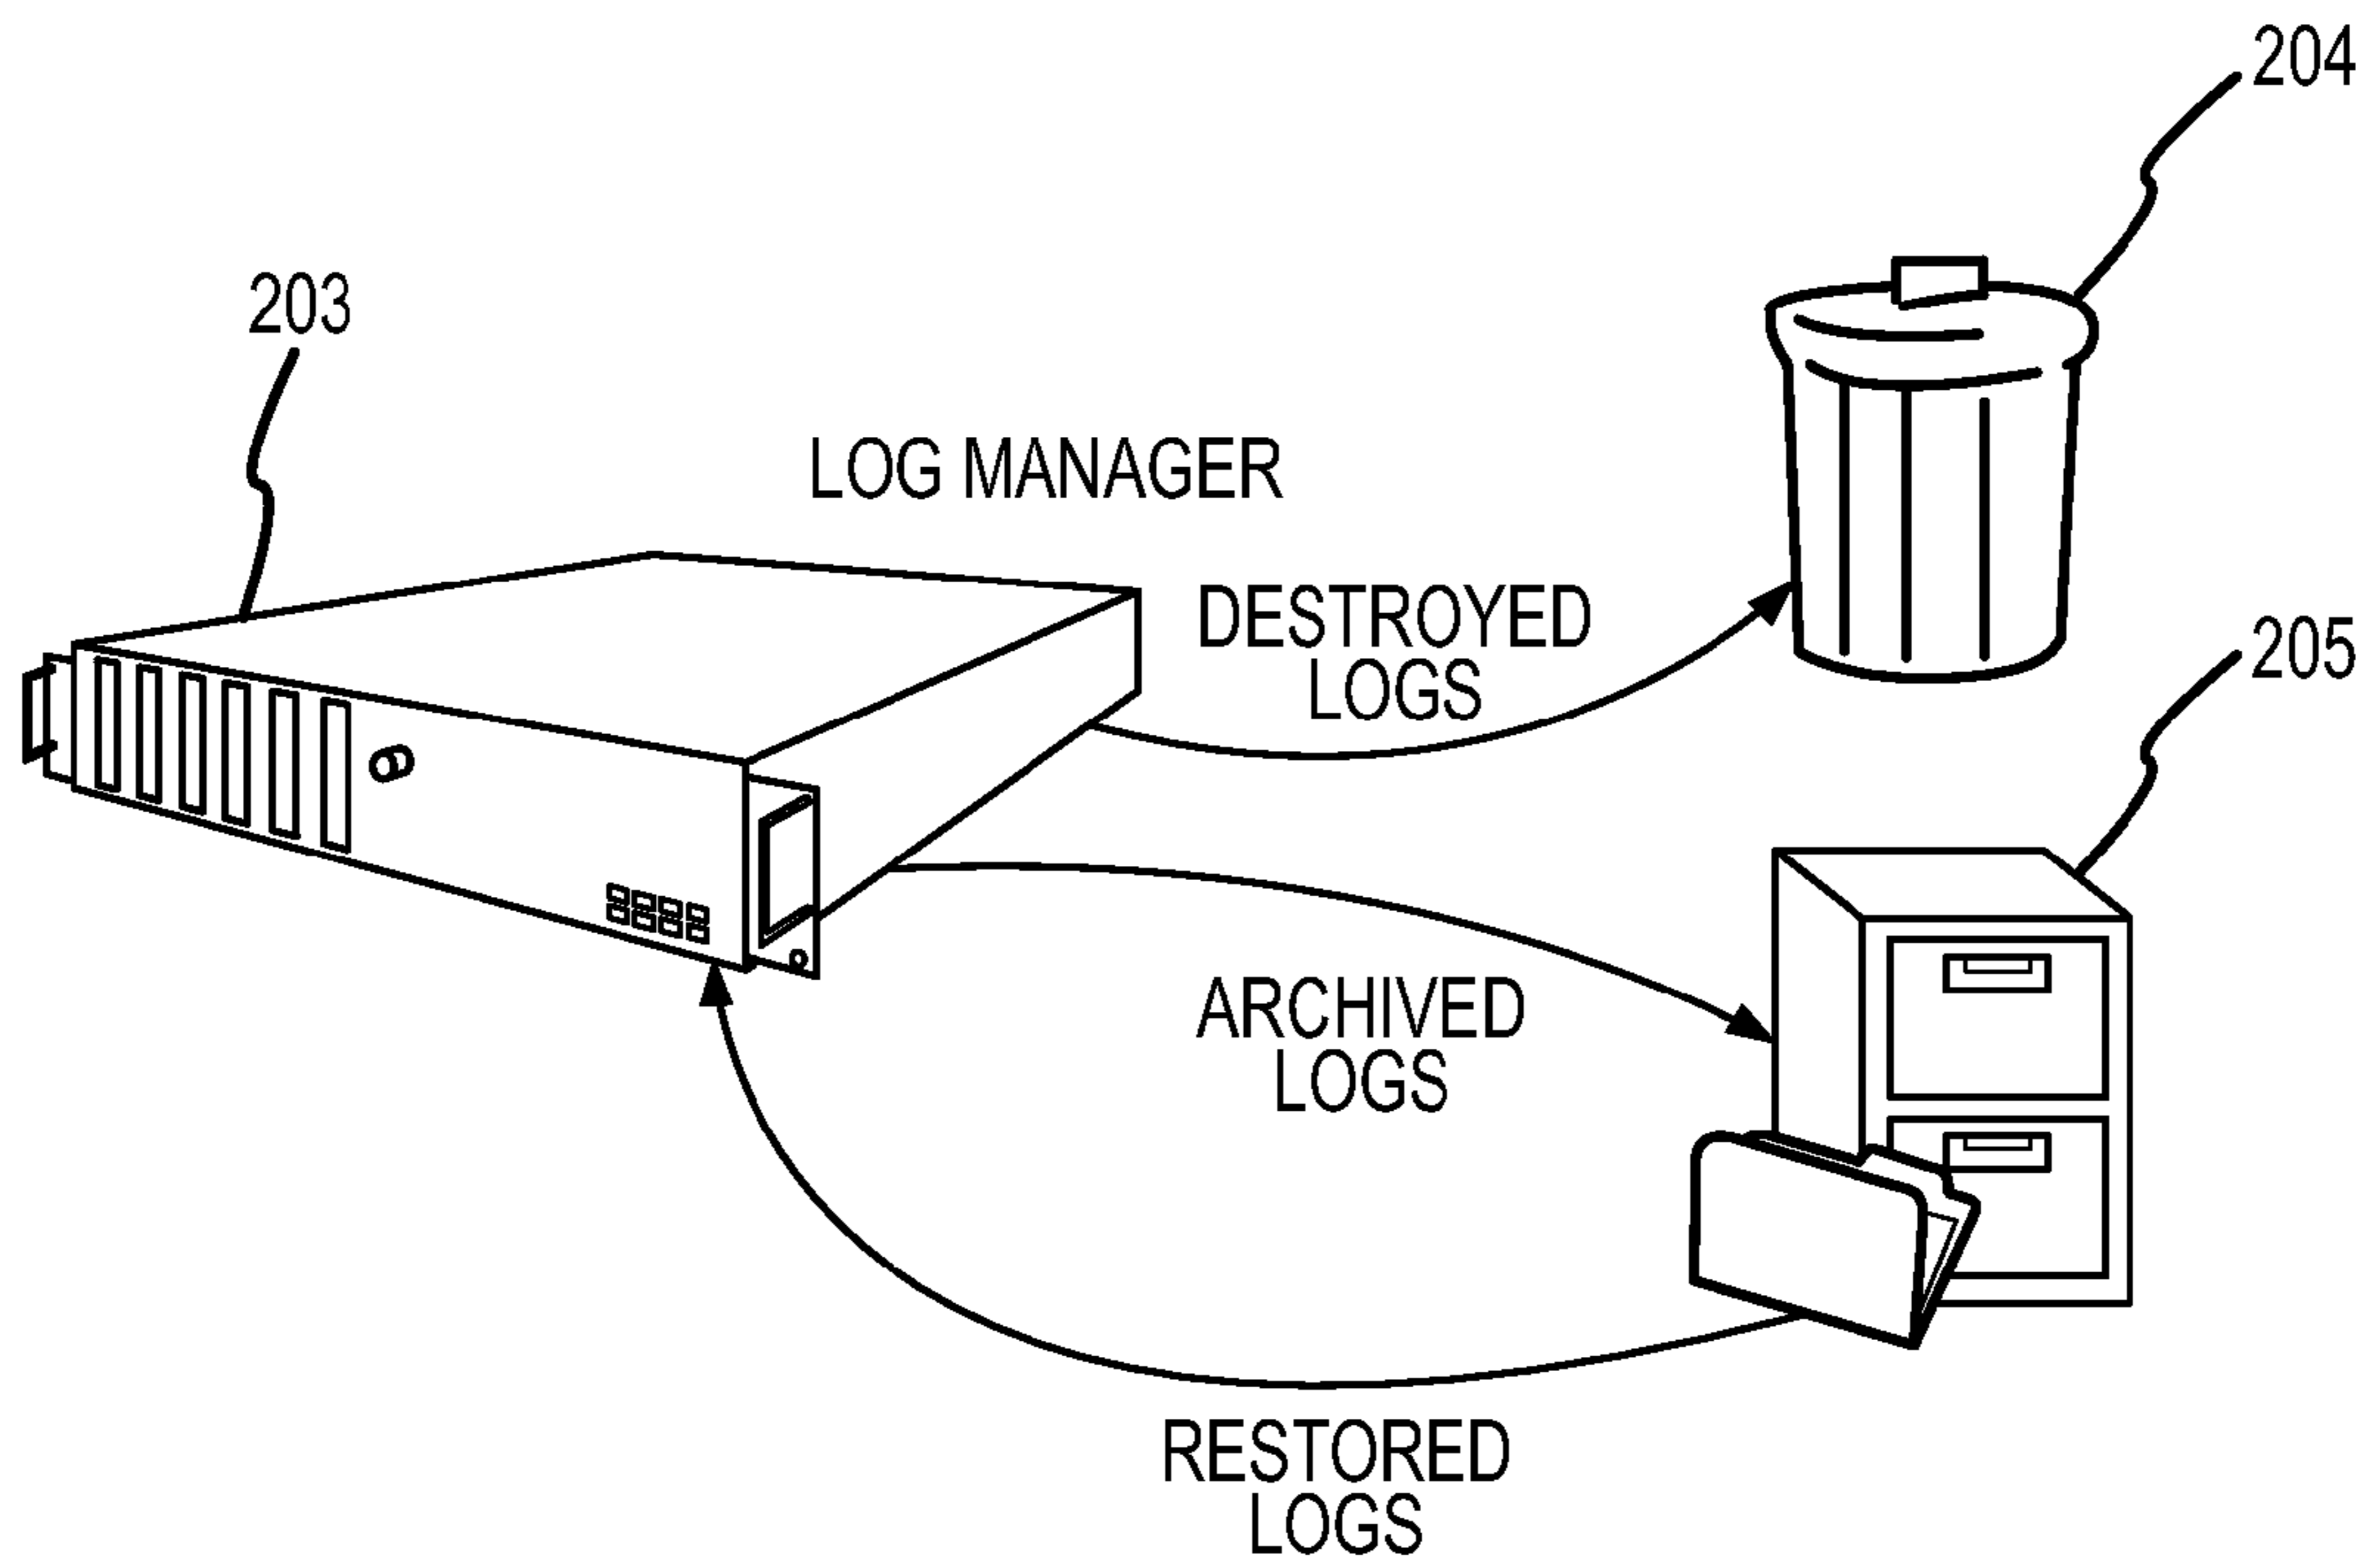 204
203
LOG MANAGER
DESTROYED
LOGS
205
ARCHIVED
LOGS
RESTORED
LOGS